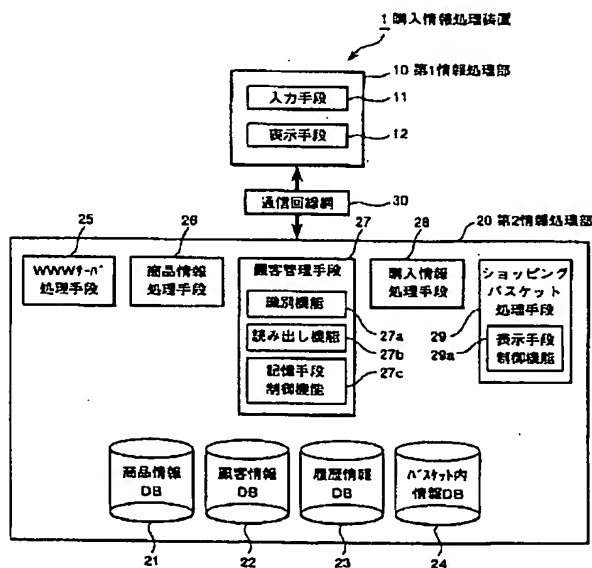 1 購入情報処理装置
10 第1情報処理部
入力手段
11
表示手段
12
通信回線網
30
20 第2情報処理部
25
26
27
28
WWWサーバ
処理手段
商品情報
処理手段
顧客管理手段
識別機能
27a
読み出し機能
27b
記憶手段
制御機能
27c
購入情報
処理手段
ショッピング
バスケット
処理手段
29
表示手段
制御機能
29a
商品情報
DB
顧客情報
DB
履歴情報
DB
バスケット内
情報DB
21
22
23
24